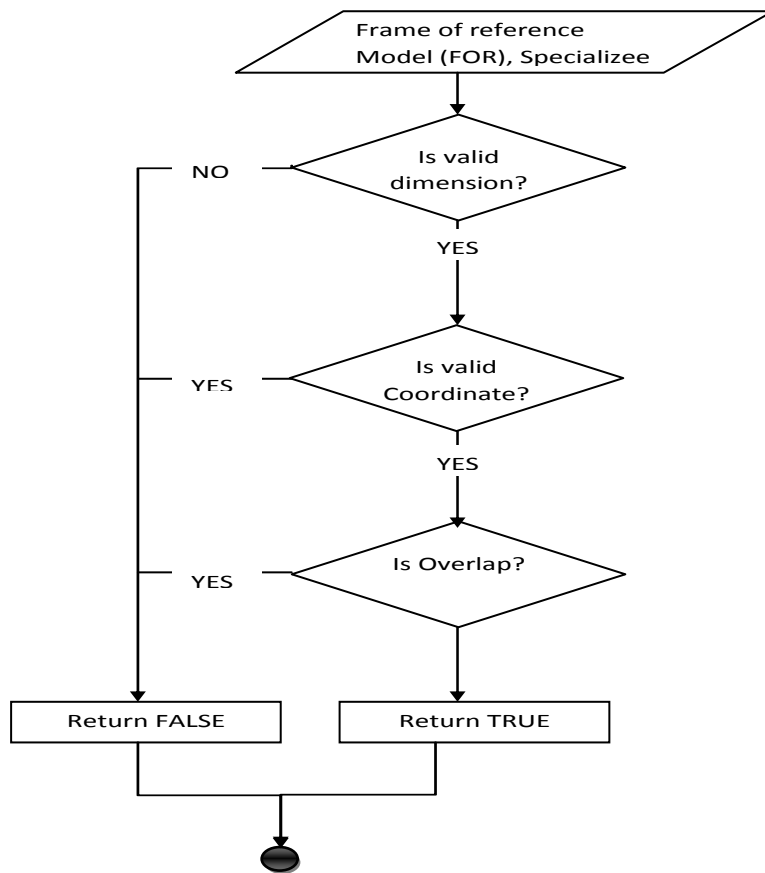 Frame of reference
Model (FOR), Specializee
Is valid
dimension?
NO
YES
Is valid
Coordinate?
YES
YES
Is Overlap?
YES
Return FALSE
Return TRUE